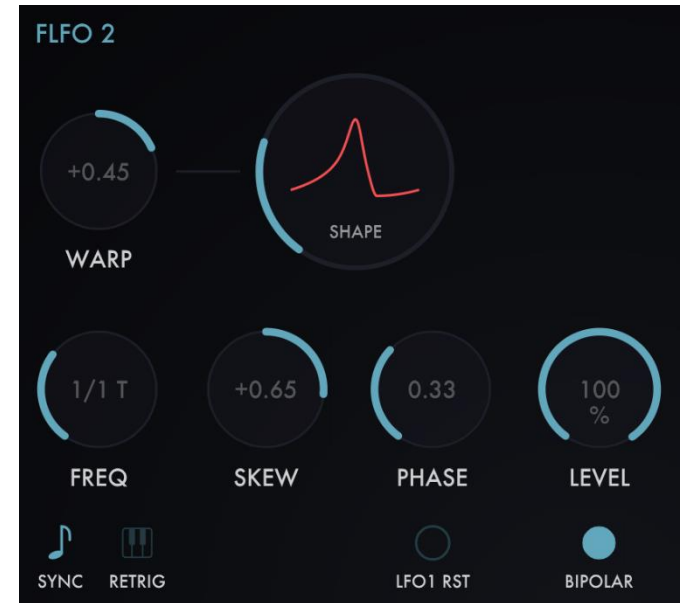 FLFO 2
+0.45
SHAPE
WARP
1/1 T
+0.65
0.33
100
%
FREQ
SKEW
PHASE
LEVEL
SYNC
RETRIG
LFO1 RST
BIPOLAR